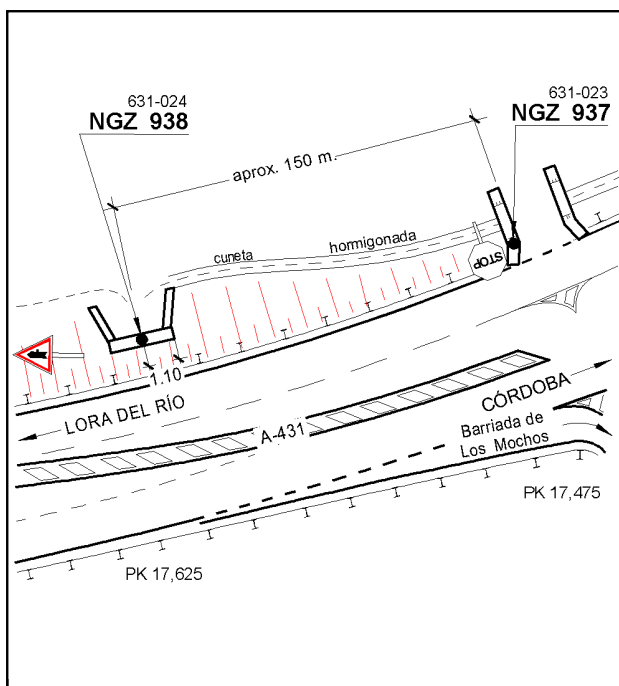 631-024
NGZ 938
631-023
NGZ 937
aprox. 150 m.
cuneta hormigonada
STOP
1.10
LORA DEL RÍO
A-431
CÓRDOBA
Barriada de
Los Mochos
PK 17,475
PK 17,625